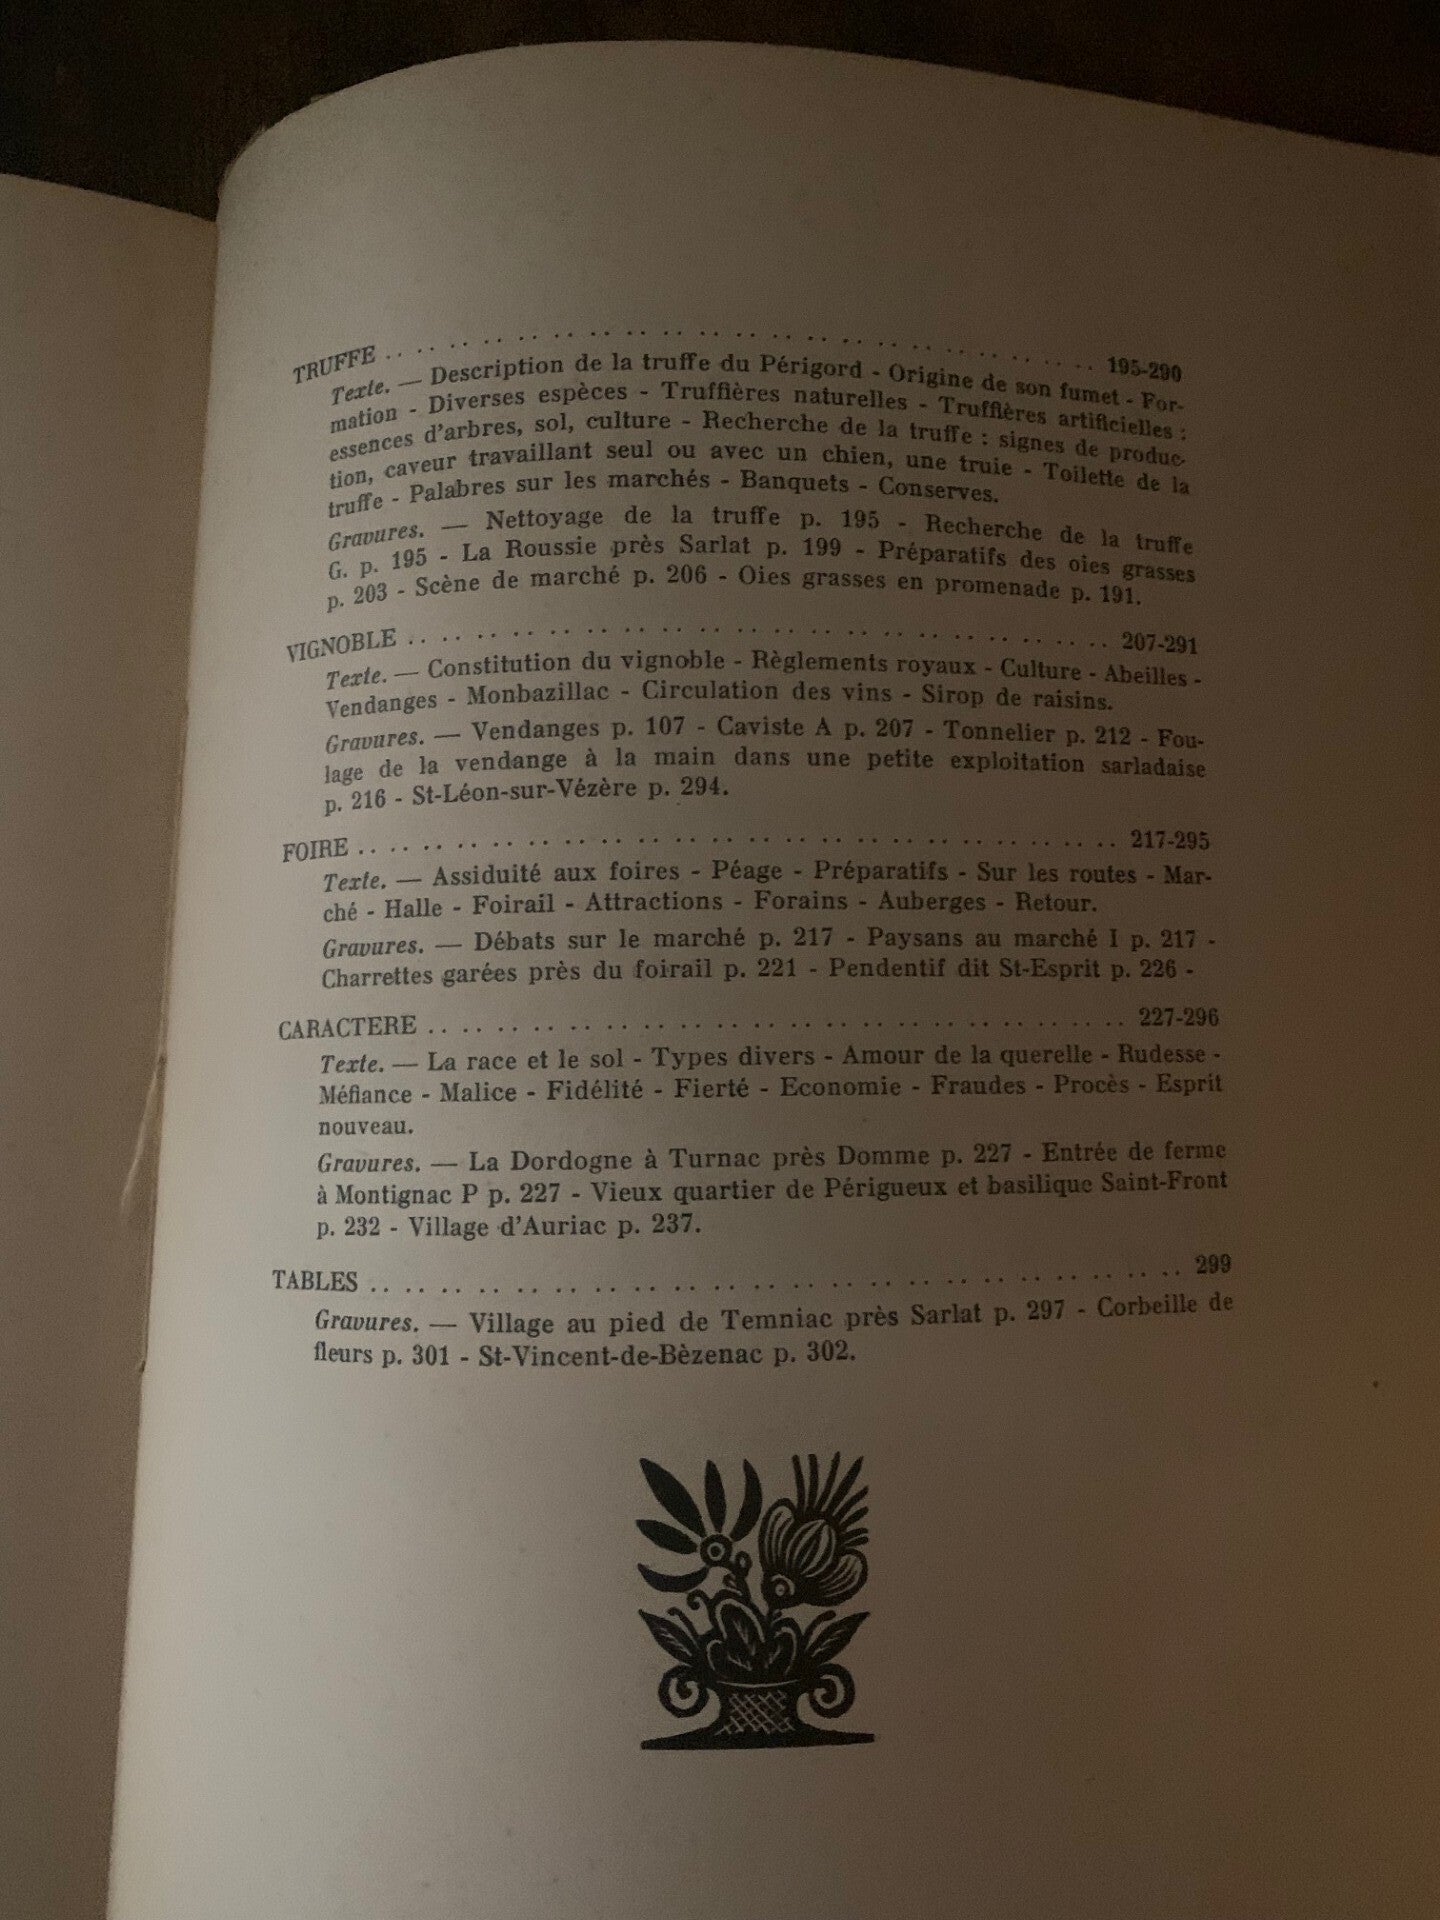 TRUFFE . . . . . . . . . . . . . . . . . . . . 195-290
Texte. — Description de la truffe du Périgord - Origine de son fumet - For-
mation - Diverses espèces - Truffières naturelles - Truffières artificielles :
essences d'arbres, sol, culture - Recherche de la truffe : signes de produc-
tion, caveur travaillant seul ou avec un chien, une truie - Toilette de la
truffe - Palabres sur les marchés - Banquets - Conserves.
Gravures. — Nettoyage de la truffe p. 195 - Recherche de la truffe
G. p. 195 - La Roussie près Sarlat p. 199 - Préparatifs des oies grasses
p. 203 - Scène de marché p. 206 - Oies grasses en promenade p. 191.
VIGNOBLE . . . . . . . . . . . . . . . . . . . . 207-291
Texte. — Constitution du vignoble - Règlements royaux - Culture - Abeilles -
Vendanges - Monbazillac - Circulation des vins - Sirop de raisins.
Gravures. — Vendanges p. 107 - Caviste A p. 207 - Tonnelier p. 212 - Fou-
lage de la vendange à la main dans une petite exploitation sarladaise
p. 216 - St-Léon-sur-Vézère p. 294.
FOIRE . . . . . . . . . . . . . . . . . . . . 217-295
Texte. — Assiduité aux foires - Péage - Préparatifs - Sur les routes - Mar-
ché - Halle - Foirail - Attractions - Forains - Auberges - Retour.
Gravures. — Débats sur le marché p. 217 - Paysans au marché I p. 217 -
Charrettes garées près du foirail p. 221 - Pendentif dit St-Esprit p. 226 -
CARACTERE . . . . . . . . . . . . . . . . . . . . 227-296
Texte. — La race et le sol - Types divers - Amour de la querelle - Rudesse -
Méfiance - Malice - Fidélité - Fierté - Economie - Fraudes - Procès - Esprit
nouveau.
Gravures. — La Dordogne à Turnac près Domme p. 227 - Entrée de ferme
à Montignac P p. 227 - Vieux quartier de Périgueux et basilique Saint-Front
p. 232 - Village d'Auriac p. 237.
TABLES . . . . . . . . . . . . . . . . . . . . 299
Gravures. — Village au pied de Temniac près Sarlat p. 297 - Corbeille de
fleurs p. 301 - St-Vincent-de-Bèzenac p. 302.